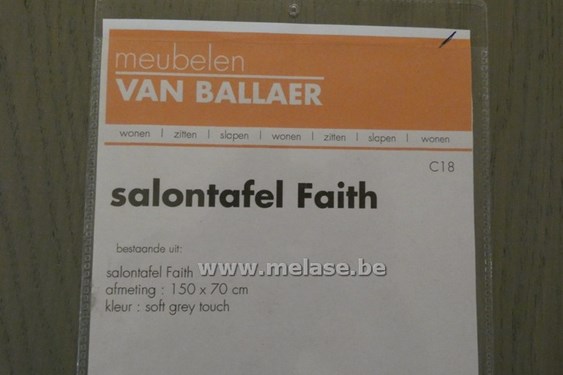 meubelen
VAN BALLAER
wonen | zitten | slapen | wonen | zitten | slapen | wonen
C18
salontafel Faith
bestaande uit:
salontafel Faith
www.melase.be
afmeting : 150 x 70 cm
kleur : soft grey touch